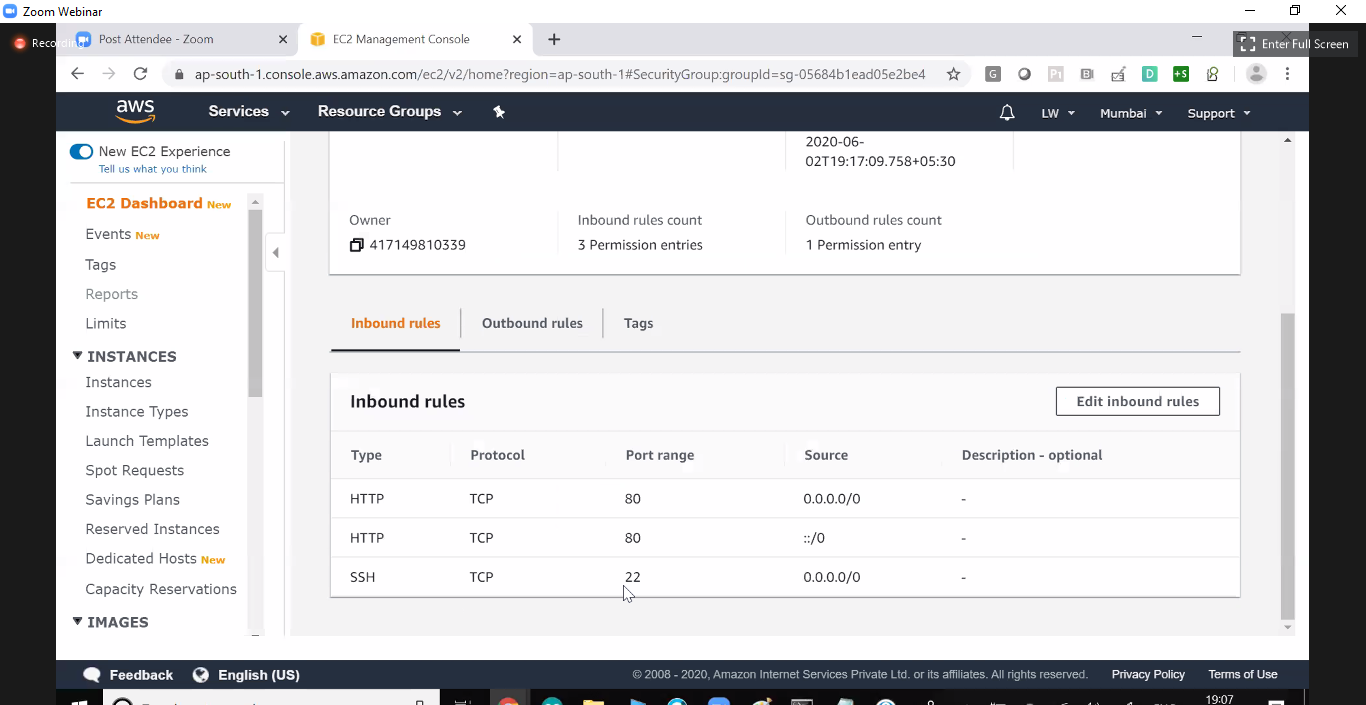 Zoom Webinar
Recording
Post Attendee - Zoom
EC2 Management Console
Enter Full Screen
ap-south-1.console.aws.amazon.com/ec2/v2/home?region=ap-south-1#SecurityGroup:groupId=sg-05684b1ead05e2be4
aws Services Resource Groups LW Mumbai Support
New EC2 Experience
Tell us what you think
EC2 Dashboard New
Events New
Tags
Reports
Limits
INSTANCES
Instances
Instance Types
Launch Templates
Spot Requests
Savings Plans
Reserved Instances
Dedicated Hosts New
Capacity Reservations
IMAGES
2020-06-
02T19:17:09.758+05:30
Owner Inbound rules count Outbound rules count
417149810339 3 Permission entries 1 Permission entry
Inbound rules Outbound rules Tags
Inbound rules Edit inbound rules
Type Protocol Port range Source Description - optional
HTTP TCP 80 0.0.0.0/0 -
HTTP TCP 80 ::/0 -
SSH TCP 22 0.0.0.0/0 -
Feedback English (US) © 2008 - 2020, Amazon Internet Services Private Ltd. or its affiliates. All rights reserved. Privacy Policy Terms of Use
19:07